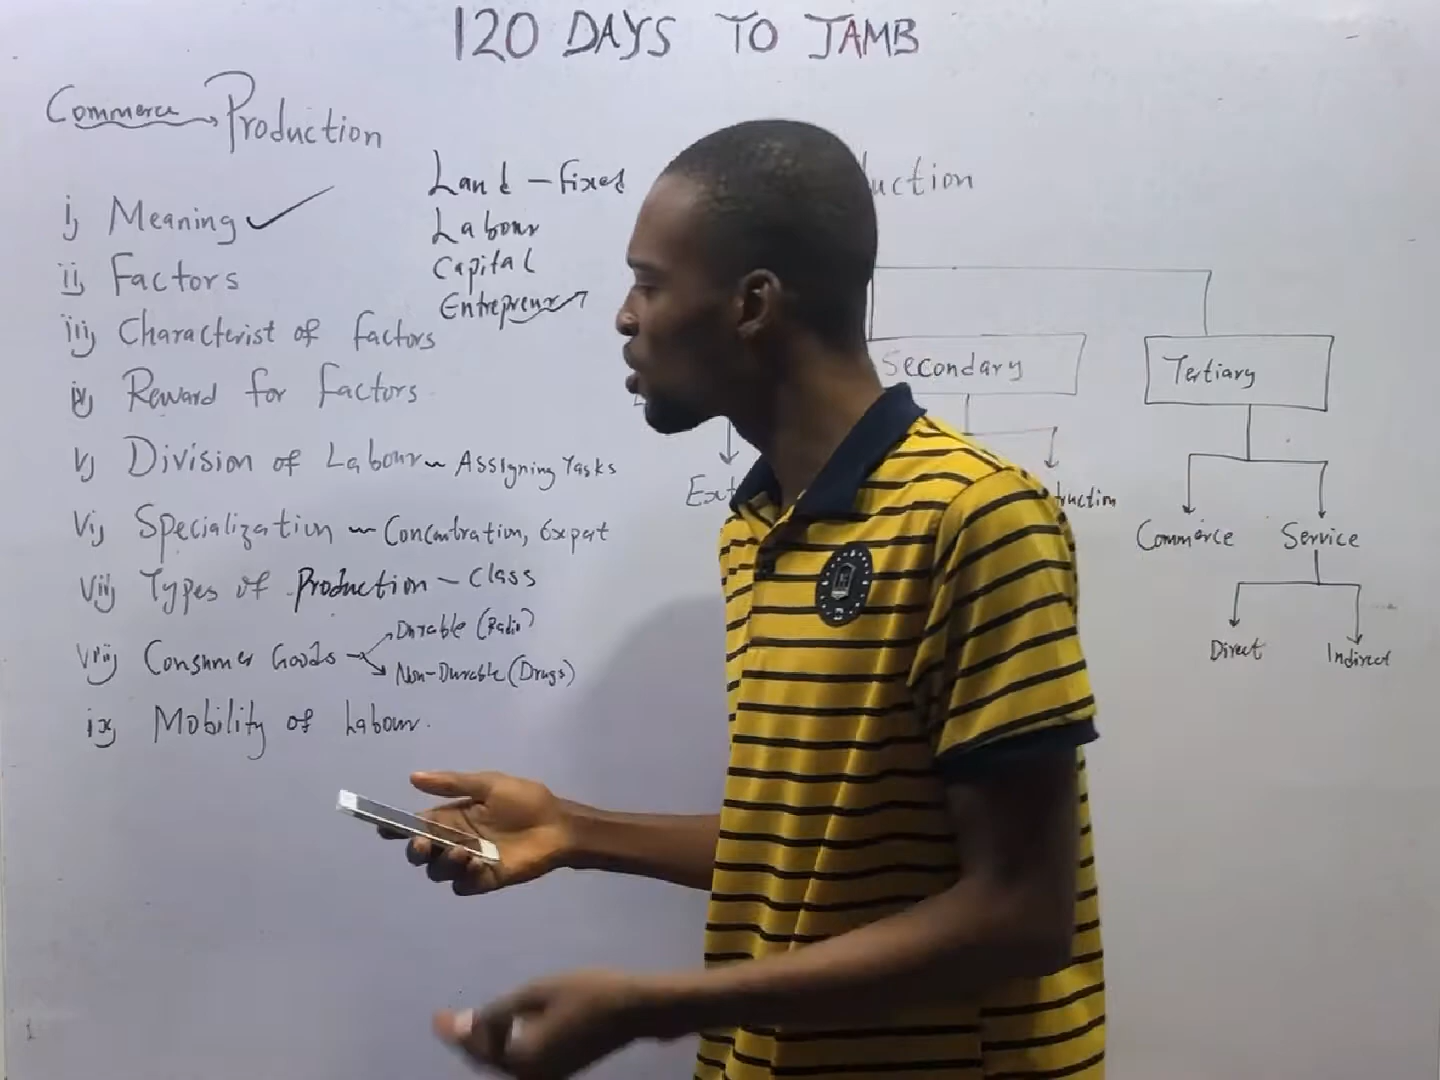 120 DAYS TO JAMB
Commerce
Production
i, Meaning
ii, Factors
iii, Characterist of factors
iv, Reward for factors
v, Division of Labour ~ Assigning Tasks
vi, Specialization ~ Concentration, Expert
vii, Types of Production - Class
viii, Consumer Goods
Durable (Radio)
Non-Durable (Drugs)
ix, Mobility of Labour.
Land - fixed
Labour
Capital
Entrepreneur
uction
Secondary
Tertiary
Ext
truction
Commerce
Service
Direct
Indirect